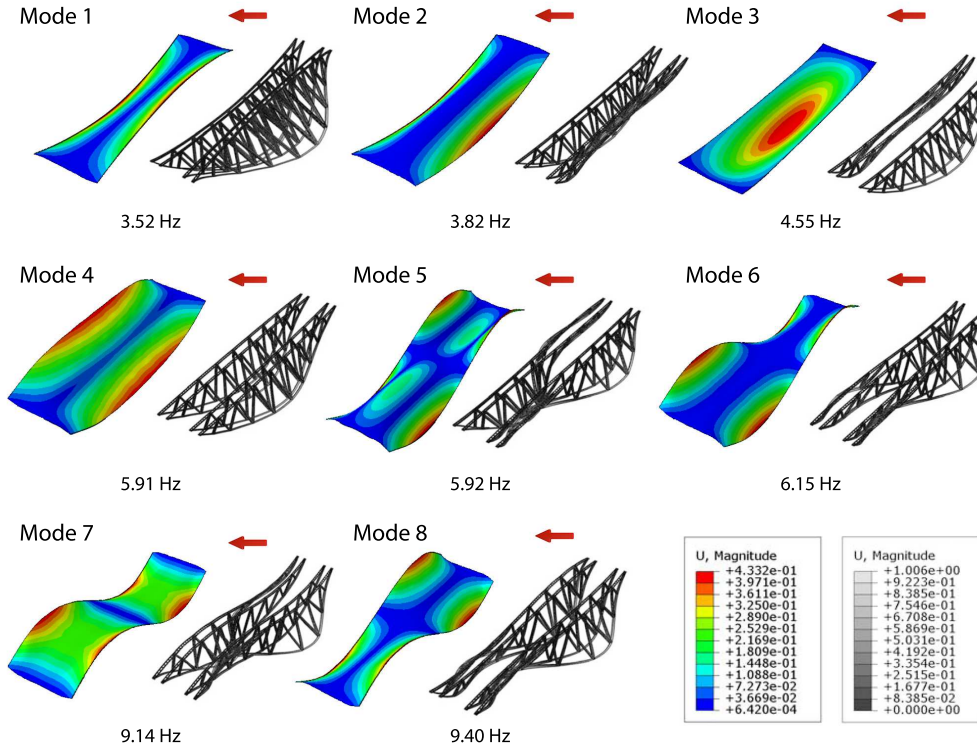 Mode 1
Mode 2
Mode 3
3.52 Hz
3.82 Hz
4.55 Hz
Mode 4
Mode 5
Mode 6
5.91 Hz
5.92 Hz
6.15 Hz
Mode 7
Mode 8
9.14 Hz
9.40 Hz
U, Magnitude
+4.332e-01
+3.971e-01
+3.611e-01
+3.250e-01
+2.890e-01
+2.529e-01
+2.169e-01
+1.809e-01
+1.448e-01
+1.088e-01
+7.273e-02
+3.669e-02
+6.420e-04
U, Magnitude
+1.006e+00
+9.223e-01
+8.385e-01
+7.546e-01
+6.708e-01
+5.869e-01
+5.031e-01
+4.192e-01
+3.354e-01
+2.515e-01
+1.677e-01
+8.385e-02
+0.000e+00